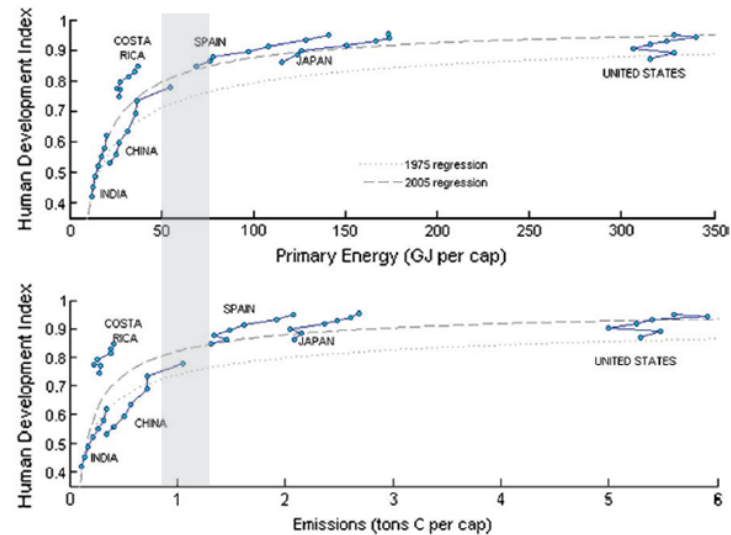 Human Development Index
1
0.9
0.8
0.7
0.6
0.5
0.4
COSTA
RICA
SPAIN
JAPAN
UNITED STATES
CHINA
INDIA
1975 regression
2005 regression
0
50
100
150
200
250
300
350
Primary Energy (GJ per cap)
Human Development Index
1
0.9
0.8
0.7
0.6
0.5
0.4
COSTA
RICA
SPAIN
JAPAN
UNITED STATES
CHINA
INDIA
0
1
2
3
4
5
6
Emissions (tons C per cap)